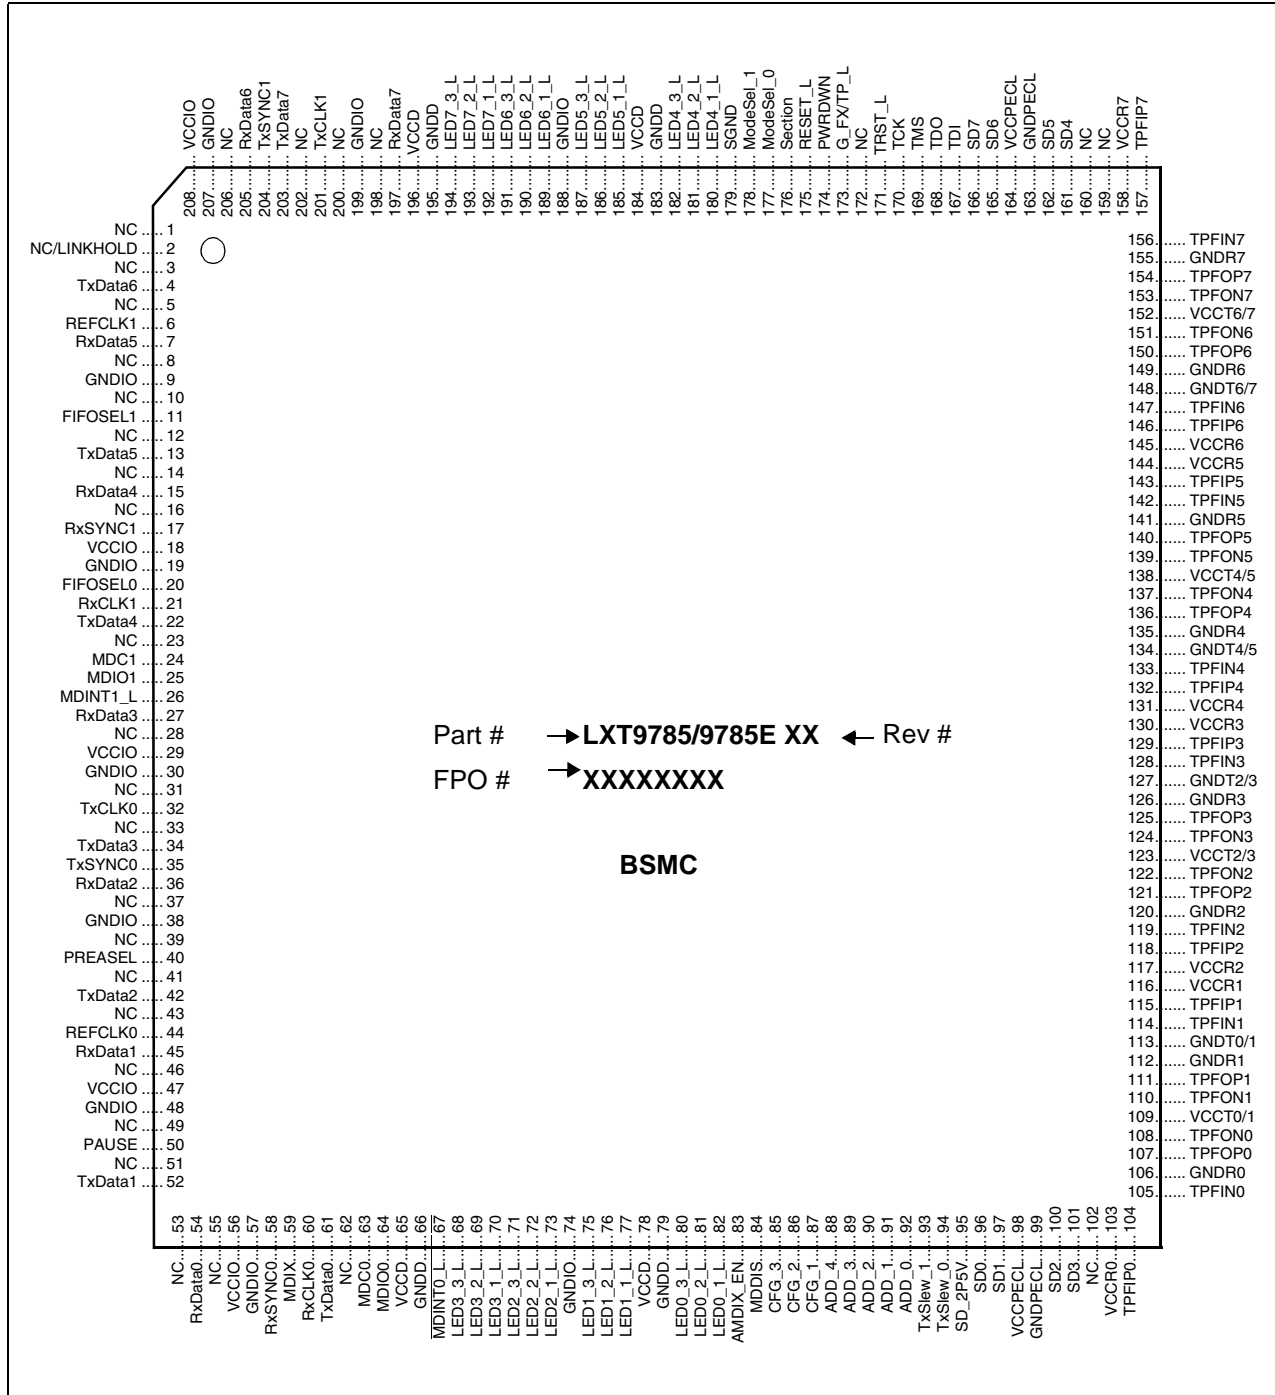 208....... VCCIO
207....... GNDIO
206....... NC
205....... RxData6
204....... TxSYNC1
203....... TxData7
202....... NC
201....... TxCLK1
200....... NC
199....... GNDIO
198....... NC
197....... RxData7
196....... VCCD
195....... GNDD
194....... LED7_3_L
193....... LED7_2_L
192....... LED7_1_L
191....... LED6_3_L
190....... LED6_2_L
189....... LED6_1_L
188....... GNDIO
187....... LED5_3_L
186....... LED5_2_L
185....... LED5_1_L
184....... VCCD
183....... GNDD
182....... LED4_3_L
181....... LED4_2_L
180....... LED4_1_L
179....... SGND
178....... ModeSel_1
177....... ModeSel_0
176....... Section
175....... RESET_L
174....... PWRDWN
173....... G_FX/TP_L
172....... NC
171....... TRST_L
170....... TCK
169....... TMS
168....... TDO
167....... TDI
166....... SD7
165....... SD6
164....... VCCPECL
163....... GNDPECL
162....... SD5
161....... SD4
160....... NC
159....... NC
158....... VCCR7
157....... TPFIP7
NC ..... 1
NC/LINKHOLD ..... 2
NC ..... 3
TxData6 ..... 4
NC ..... 5
REFCLK1 ..... 6
RxData5 ..... 7
NC ..... 8
GNDIO ..... 9
NC ..... 10
FIFOSEL1 ..... 11
NC ..... 12
TxData5 ..... 13
NC ..... 14
RxData4 ..... 15
NC ..... 16
RxSYNC1 ..... 17
VCCIO ..... 18
GNDIO ..... 19
FIFOSEL0 ..... 20
RxCLK1 ..... 21
TxData4 ..... 22
NC ..... 23
MDC1 ..... 24
MDIO1 ..... 25
MDINT1_L ..... 26
RxData3 ..... 27
NC ..... 28
VCCIO ..... 29
GNDIO ..... 30
NC ..... 31
TxCLK0 ..... 32
NC ..... 33
TxData3 ..... 34
TxSYNC0 ..... 35
RxData2 ..... 36
NC ..... 37
GNDIO ..... 38
NC ..... 39
PREASEL ..... 40
NC ..... 41
TxData2 ..... 42
NC ..... 43
REFCLK0 ..... 44
RxData1 ..... 45
NC ..... 46
VCCIO ..... 47
GNDIO ..... 48
NC ..... 49
PAUSE ..... 50
NC ..... 51
TxData1 ..... 52
Part # LXT9785/9785E XX Rev #
FPO # XXXXXXXX
BSMC
156....... TPFIN7
155....... GNDR7
154....... TPFOP7
153....... TPFON7
152....... VCCT6/7
151....... TPFON6
150....... TPFOP6
149....... GNDR6
148....... GNDT6/7
147....... TPFIN6
146....... TPFIP6
145....... VCCR6
144....... VCCR5
143....... TPFIP5
142....... TPFIN5
141....... GNDR5
140....... TPFOP5
139....... TPFON5
138....... VCCT4/5
137....... TPFON4
136....... TPFOP4
135....... GNDR4
134....... GNDT4/5
133....... TPFIN4
132....... TPFIP4
131....... VCCR4
130....... VCCR3
129....... TPFIP3
128....... TPFIN3
127....... GNDT2/3
126....... GNDR3
125....... TPFOP3
124....... TPFON3
123....... VCCT2/3
122....... TPFON2
121....... TPFOP2
120....... GNDR2
119....... TPFIN2
118....... TPFIP2
117....... VCCR2
116....... VCCR1
115....... TPFIP1
114....... TPFIN1
113....... GNDT0/1
112....... GNDR1
111....... TPFOP1
110....... TPFON1
109....... VCCT0/1
108....... TPFON0
107....... TPFOP0
106....... GNDR0
105....... TPFIN0
NC.......53
RxData0.......54
NC.......55
VCCIO.......56
GNDIO.......57
RxSYNC0.......58
MDIX.......59
RxCLK0.......60
TxData0.......61
NC.......62
MDC0.......63
MDIO0.......64
VCCD.......65
GNDD.......66
MDINT0_L.......67
LED3_3_L.......68
LED3_2_L.......69
LED3_1_L.......70
LED2_3_L.......71
LED2_2_L.......72
LED2_1_L.......73
GNDIO.......74
LED1_3_L.......75
LED1_2_L.......76
LED1_1_L.......77
VCCD.......78
GNDD.......79
LED0_3_L.......80
LED0_2_L.......81
LED0_1_L.......82
AMDIX_EN.......83
MDDIS.......84
CFG_3.......85
CFG_2.......86
CFG_1.......87
ADD_4.......88
ADD_3.......89
ADD_2.......90
ADD_1.......91
ADD_0.......92
TxSlew_1.......93
TxSlew_0.......94
SD_2P5V.......95
SD0.......96
SD1.......97
VCCPECL.......98
GNDPECL.......99
SD2.......100
SD3.......101
NC.......102
VCCR0.......103
TPFIP0.......104